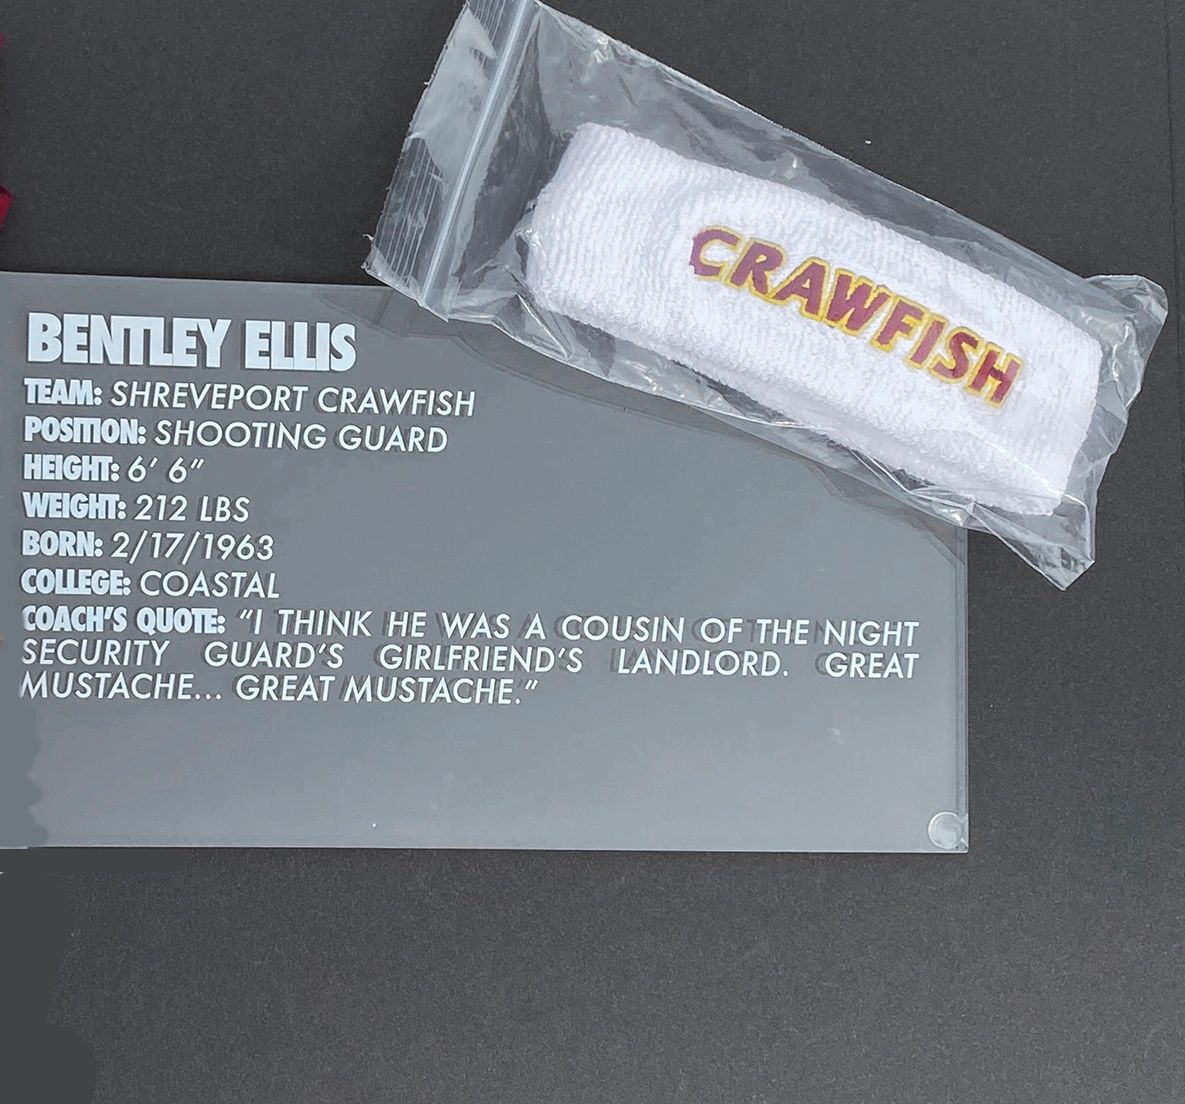 CRAWFISH
BENTLEY ELLIS
TEAM: SHREVEPORT CRAWFISH
POSITION: SHOOTING GUARD
HEIGHT: 6’ 6”
WEIGHT: 212 LBS
BORN: 2/17/1963
COLLEGE: COASTAL
COACH’S QUOTE: “I THINK HE WAS A COUSIN OF THE NIGHT
SECURITY GUARD’S GIRLFRIEND’S LANDLORD. GREAT
MUSTACHE... GREAT MUSTACHE.”